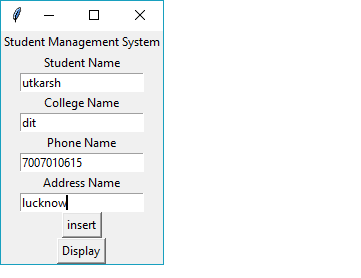 Student Management System
Student Name
utkarsh
College Name
dit
Phone Name
7007010615
Address Name
lucknow
insert
Display